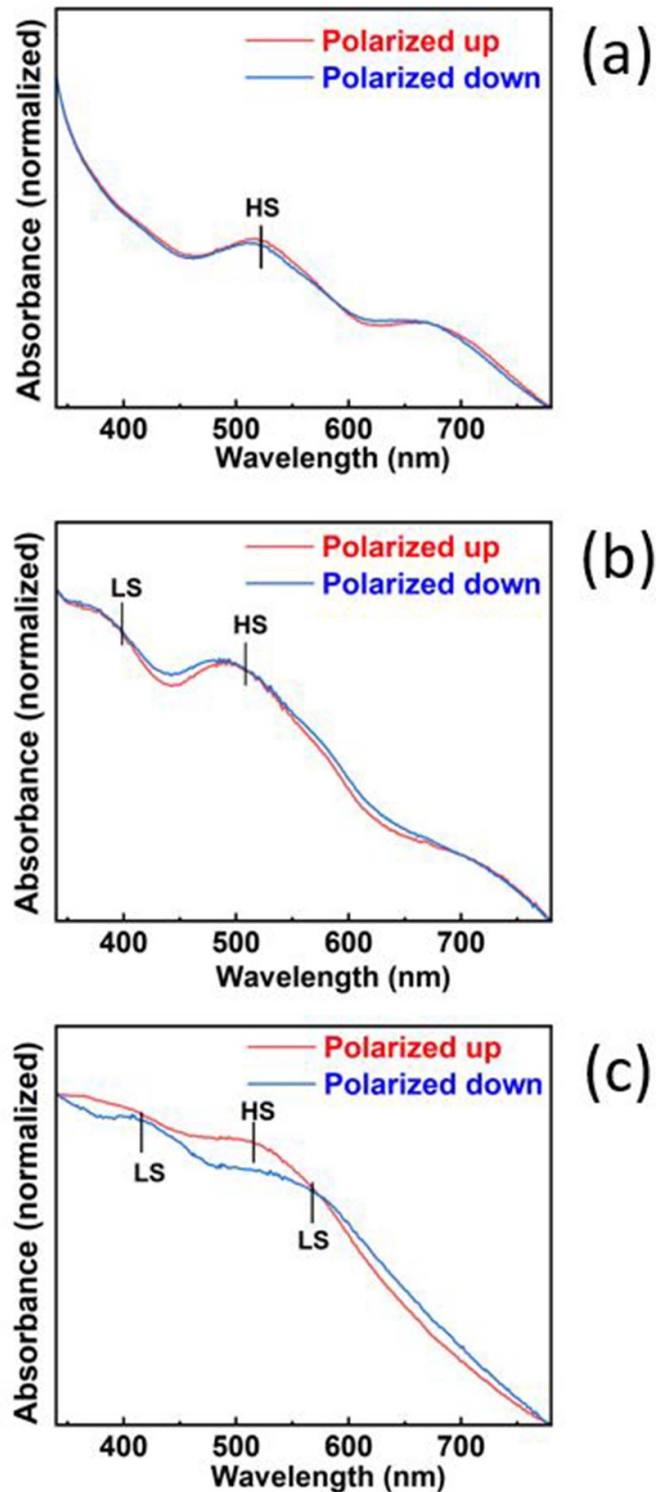 Polarized up
Polarized down
(a)
HS
Absorbance (normalized)
400 500 600 700
Wavelength (nm)
Polarized up
Polarized down
(b)
LS
HS
Absorbance (normalized)
400 500 600 700
Wavelength (nm)
Polarized up
Polarized down
(c)
HS
LS
LS
Absorbance (normalized)
400 500 600 700
Wavelength (nm)